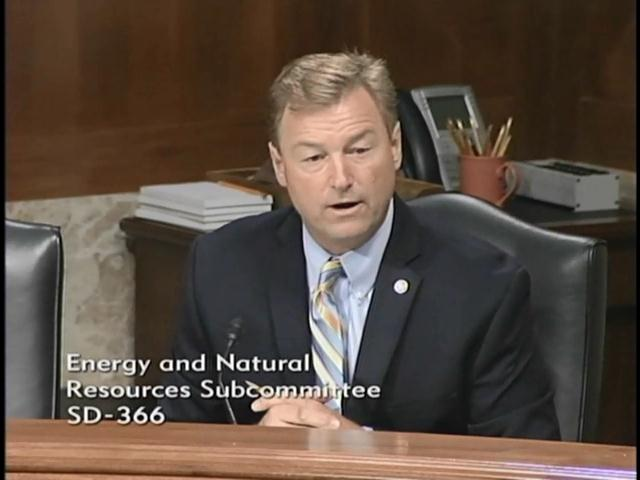 Energy and Natural
Resources Subcommittee
SD-366